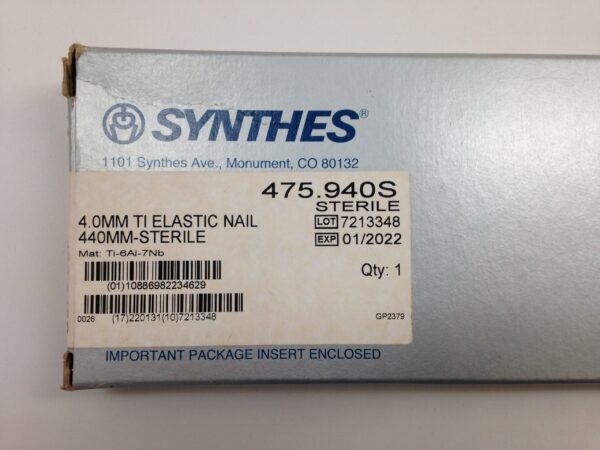 SYNTHES®
1101 Synthes Ave., Monument, CO 80132
475.940S
STERILE
4.0MM TI ELASTIC NAIL
440MM-STERILE
LOT 7213348
EXP 01/2022
Mat: Ti-6Al-7Nb
Qty: 1
(01)10886982234629
0026 (17)220131(10)7213348
GP2379
IMPORTANT PACKAGE INSERT ENCLOSED